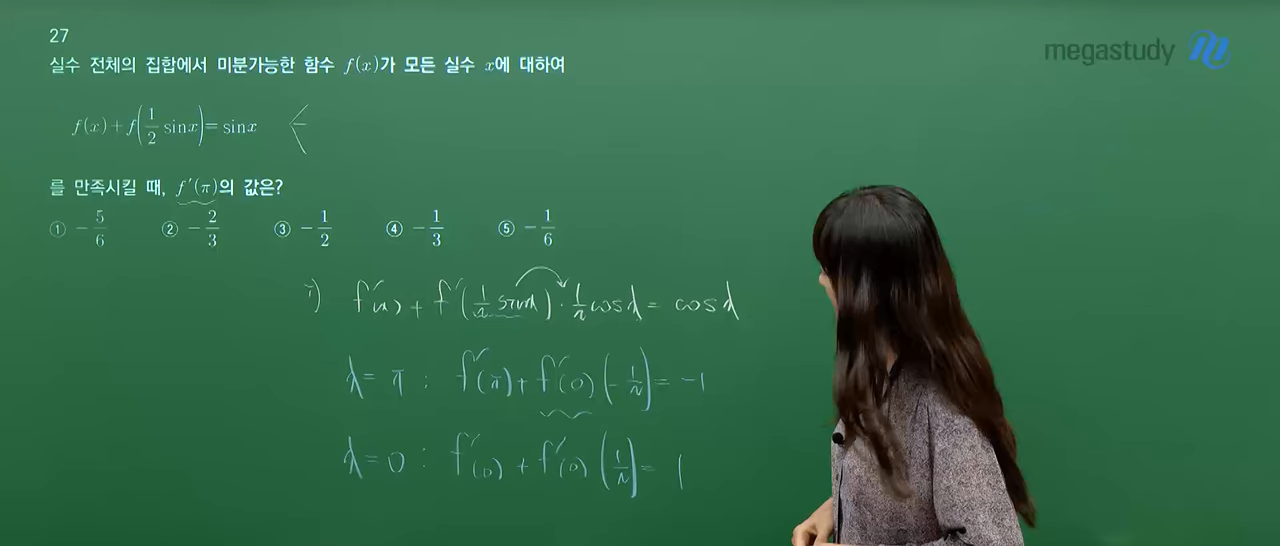 27
megastudy
실수 전체의 집합에서 미분가능한 함수 f(x)가 모든 실수 x에 대하여
f(x)+f(1/2 sinx)=sinx
를 만족시킬 때, f′(π)의 값은?
① -5/6 ② -2/3 ③ -1/2 ④ -1/3 ⑤ -1/6
i) f′(x) + f′(1/2 sinx)·1/2 cosx = cosx
x = π : f′(π) + f′(0)(-1/2) = -1
x = 0 : f′(0) + f′(0)(1/2) = 1